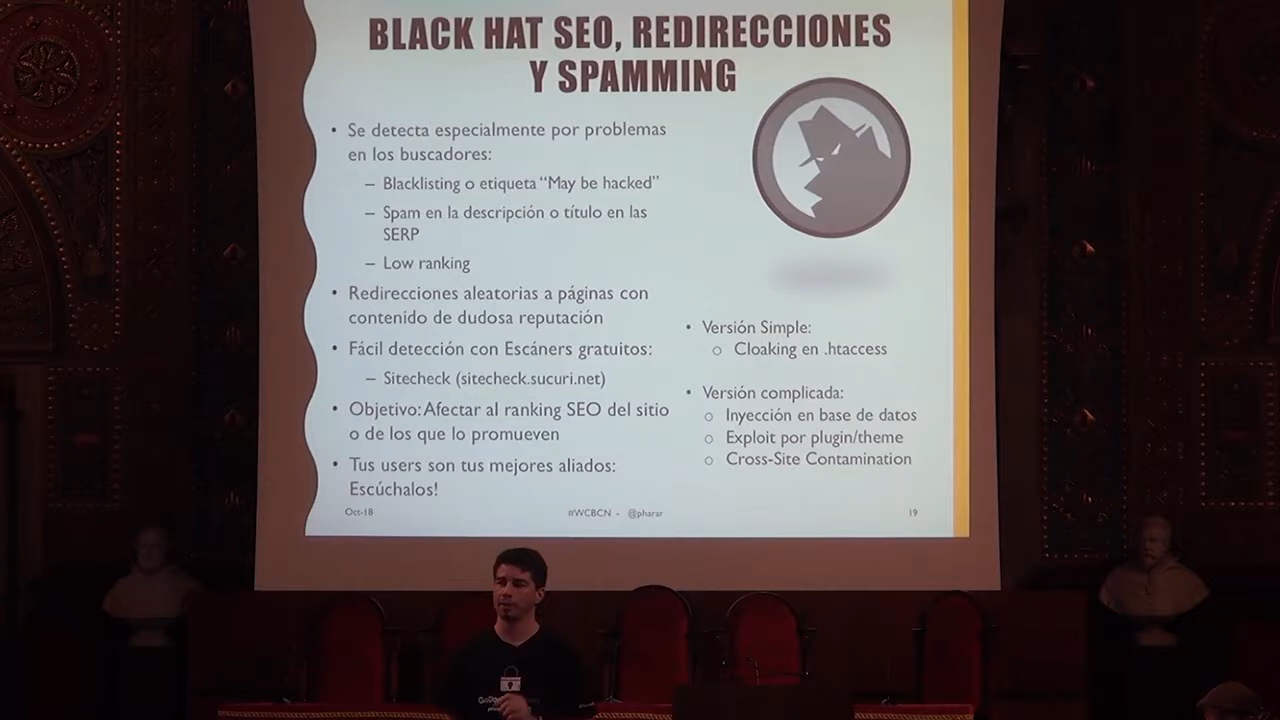 BLACK HAT SEO, REDIRECCIONES
Y SPAMMING
• Se detecta especialmente por problemas
en los buscadores:
– Blacklisting o etiqueta “May be hacked”
– Spam en la descripción o título en las
SERP
– Low ranking
• Redirecciones aleatorias a páginas con
contenido de dudosa reputación
• Fácil detección con Escáners gratuitos:
– Sitecheck (sitecheck.sucuri.net)
• Objetivo: Afectar al ranking SEO del sitio
o de los que lo promueven
• Tus users son tus mejores aliados:
Escúchalos!
• Versión Simple:
○ Cloaking en .htaccess
• Versión complicada:
○ Inyección en base de datos
○ Exploit por plugin/theme
○ Cross-Site Contamination
Oct-18
#WCBCN - @pharar
19